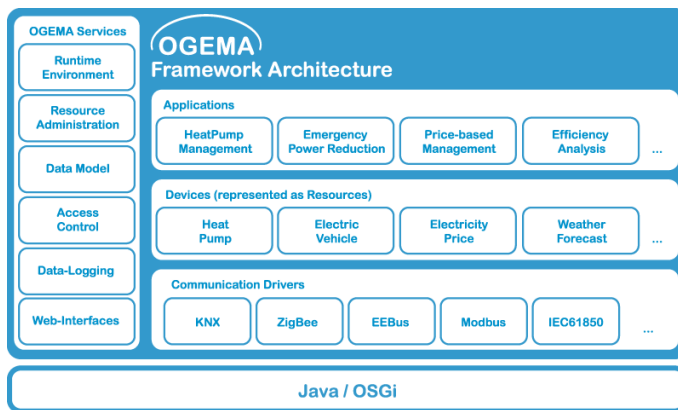 OGEMA Services
Runtime
Environment
Resource
Administration
Data Model
Access
Control
Data-Logging
Web-Interfaces
OGEMA
Framework Architecture
Applications
HeatPump
Management
Emergency
Power Reduction
Price-based
Management
Efficiency
Analysis
...
Devices (represented as Resources)
Heat
Pump
Electric
Vehicle
Electricity
Price
Weather
Forecast
...
Communication Drivers
KNX
ZigBee
EEBus
Modbus
IEC61850
...
Java / OSGi